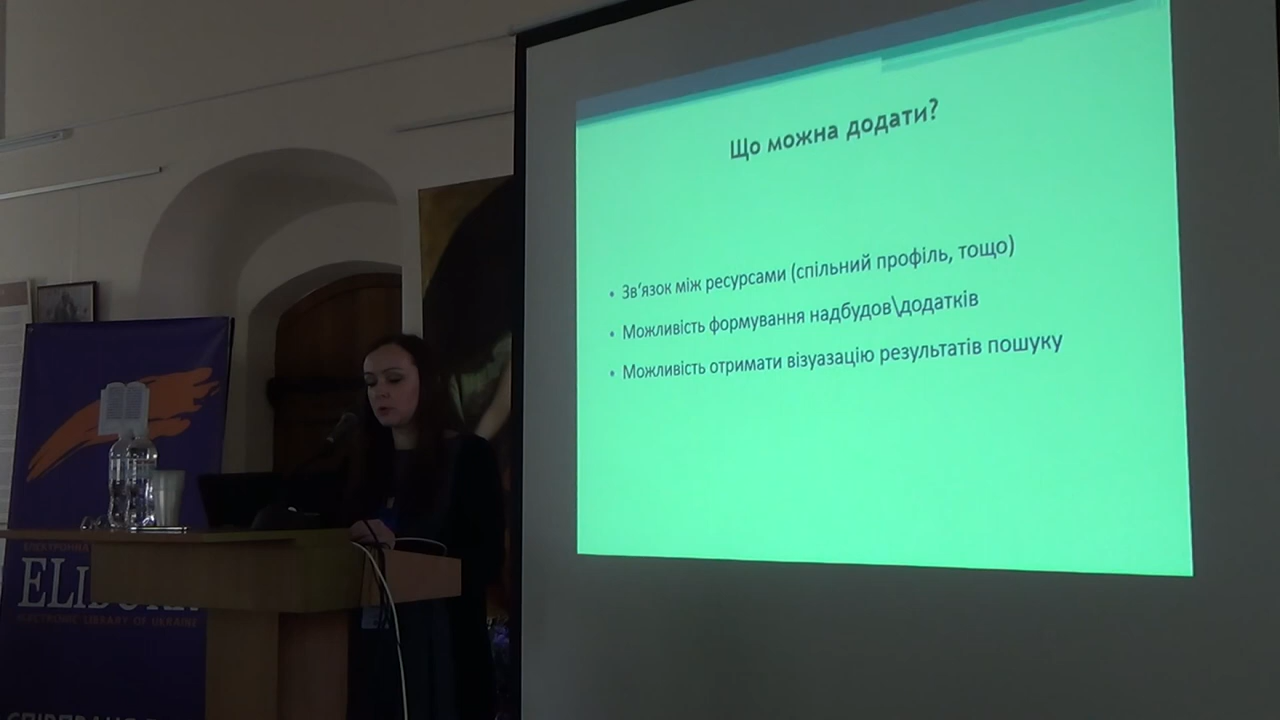 Що можна додати?
• Зв'язок між ресурсами (спільний профіль, тощо)
• Можливість формування надбудов\додатків
• Можливість отримати візуазацію результатів пошуку
ЕЛЕКТРОННА
ELIBUKR
ELECTRONIC LIBRARY OF UKRAINE